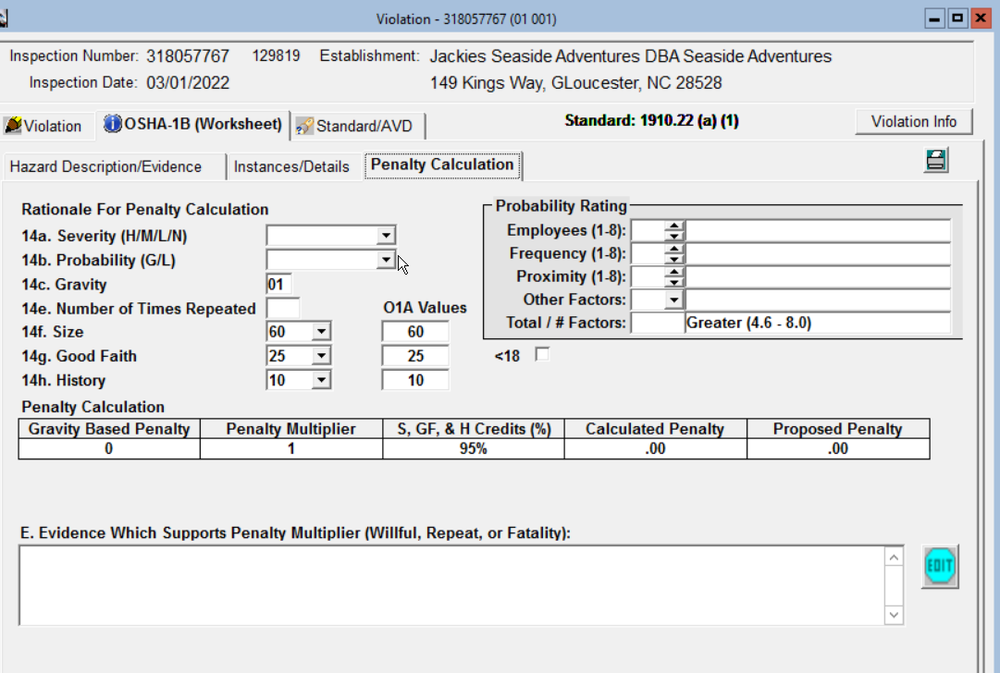 Violation - 318057767 (01 001)
Inspection Number: 318057767 129819 Establishment: Jackies Seaside Adventures DBA Seaside Adventures
Inspection Date: 03/01/2022 149 Kings Way, GLoucester, NC 28528
Violation OSHA-1B (Worksheet) Standard/AVD Standard: 1910.22 (a) (1) Violation Info
Hazard Description/Evidence Instances/Details Penalty Calculation
Rationale For Penalty Calculation
14a. Severity (H/M/L/N)
14b. Probability (G/L)
14c. Gravity 01
14e. Number of Times Repeated O1A Values
14f. Size 60 60
14g. Good Faith 25 25
14h. History 10 10
Probability Rating
Employees (1-8):
Frequency (1-8):
Proximity (1-8):
Other Factors:
Total / # Factors: Greater (4.6 - 8.0)
<18
Penalty Calculation
Gravity Based Penalty Penalty Multiplier S, GF, & H Credits (%) Calculated Penalty Proposed Penalty
0 1 95% .00 .00
E. Evidence Which Supports Penalty Multiplier (Willful, Repeat, or Fatality):
EDIT